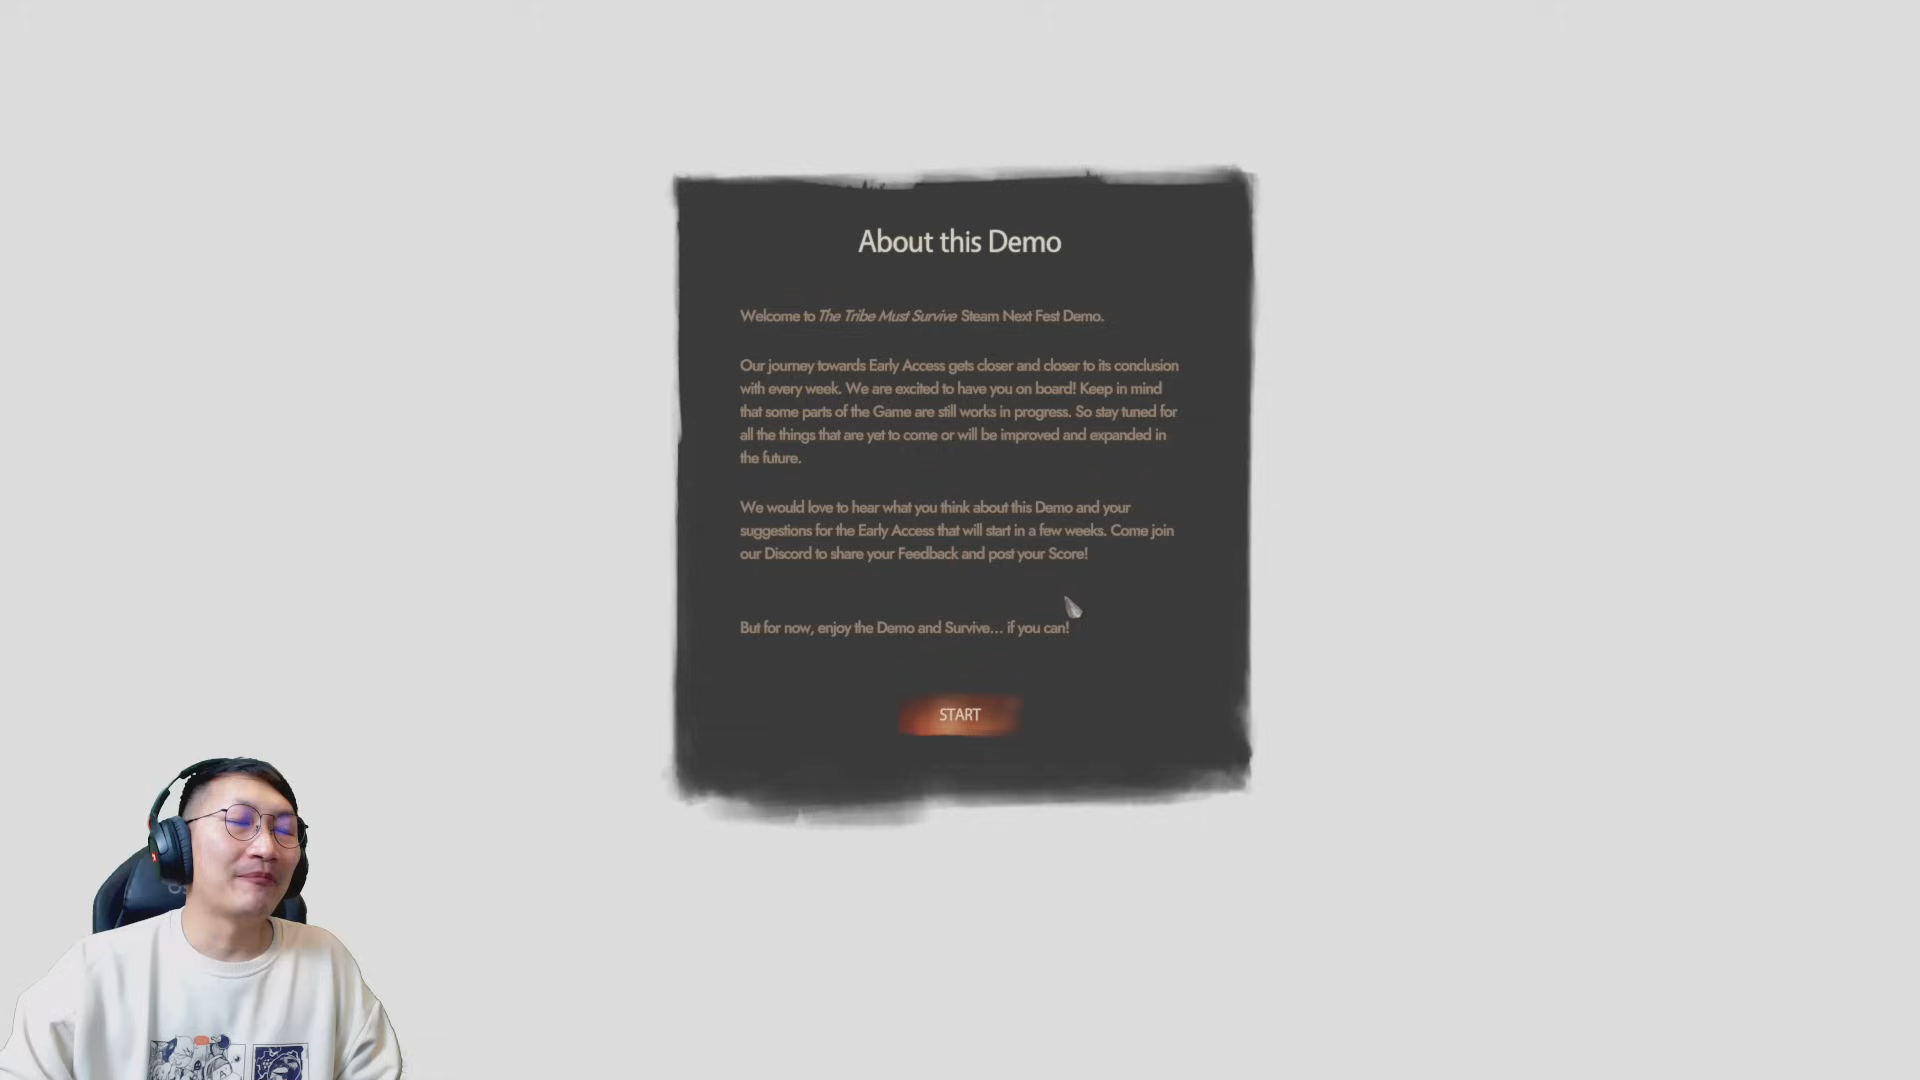 About this Demo
Welcome to The Tribe Must Survive Steam Next Fest Demo.
Our journey towards Early Access gets closer and closer to its conclusion
with every week. We are excited to have you on board! Keep in mind
that some parts of the Game are still works in progress. So stay tuned for
all the things that are yet to come or will be improved and expanded in
the future.
We would love to hear what you think about this Demo and your
suggestions for the Early Access that will start in a few weeks. Come join
our Discord to share your Feedback and post your Score!
But for now, enjoy the Demo and Survive... if you can!
START